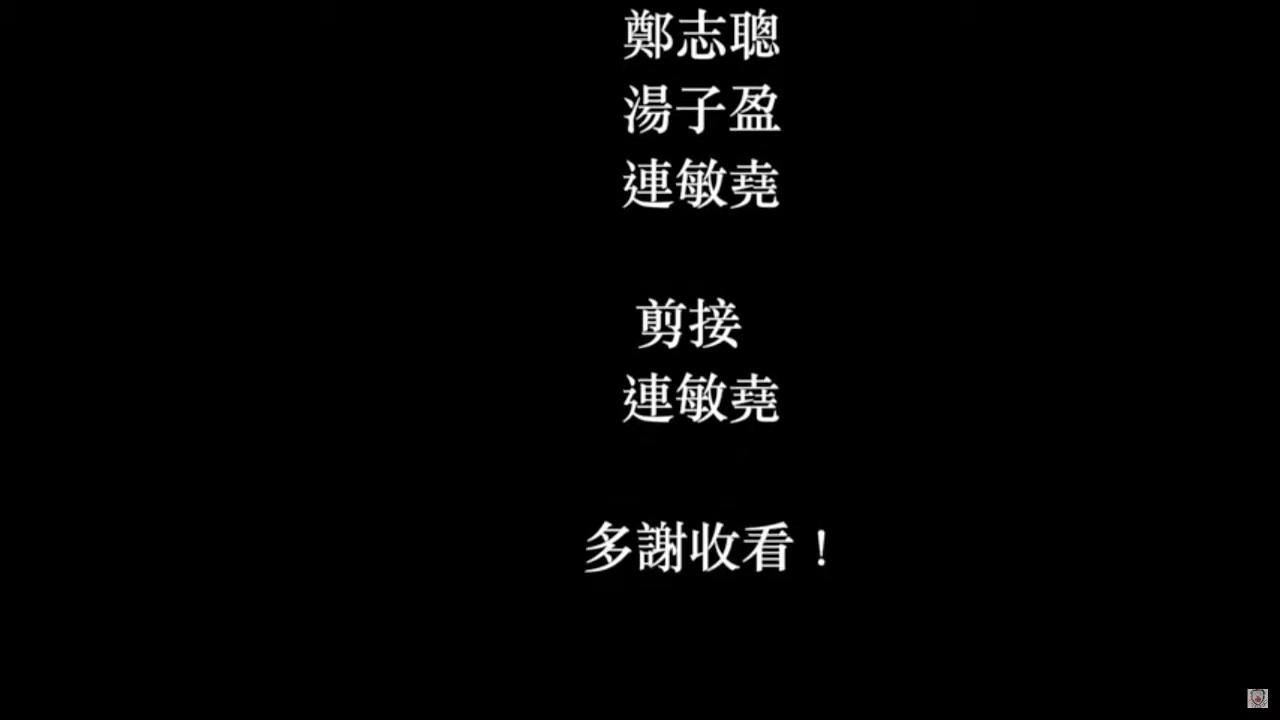 鄭志聰
湯子盈
連敏堯
剪接
連敏堯
多謝收看！